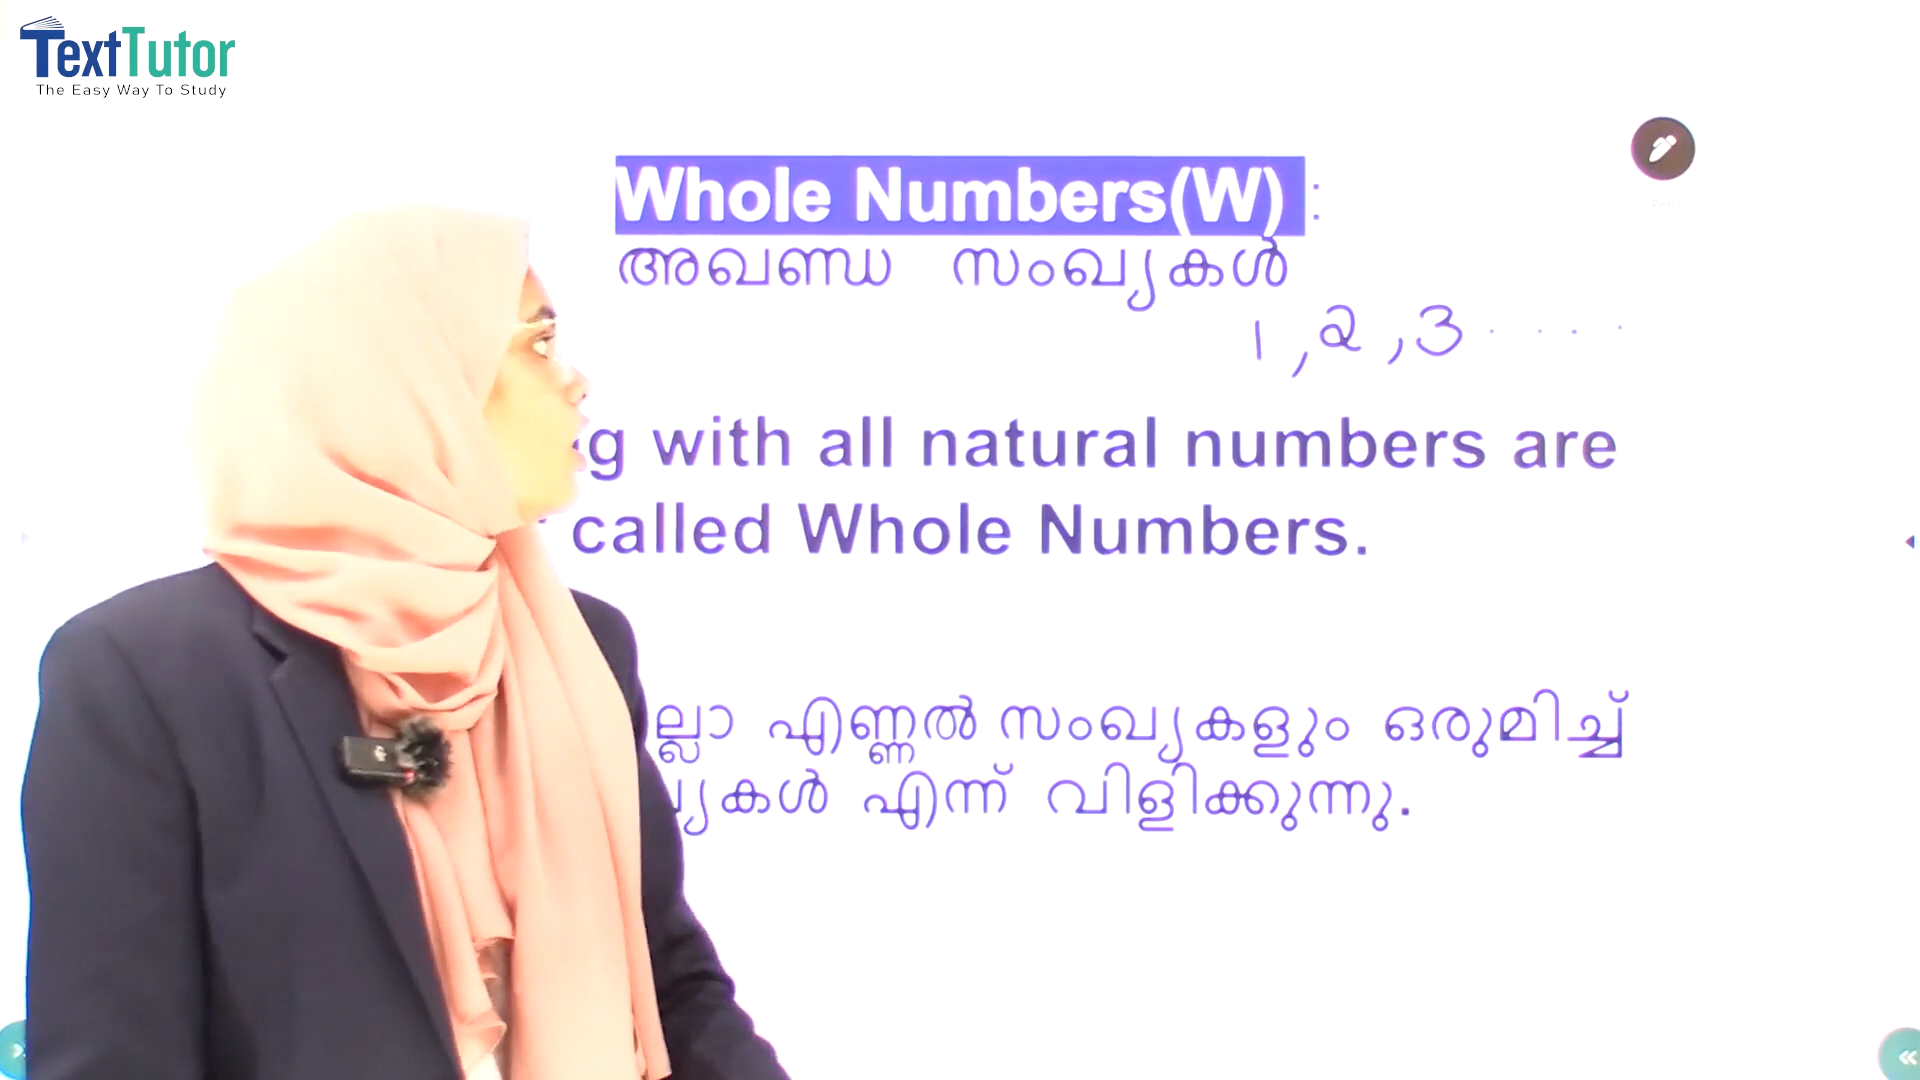 TextTutor
The Easy Way To Study
Whole Numbers(W) :
അഖണ്ഡ സംഖ്യകൾ
1, 2, 3 . . . .
with all natural numbers are
called Whole Numbers.
എണ്ണൽ സംഖ്യകളും ഒരുമിച്ച്
എന്ന് വിളിക്കുന്നു.